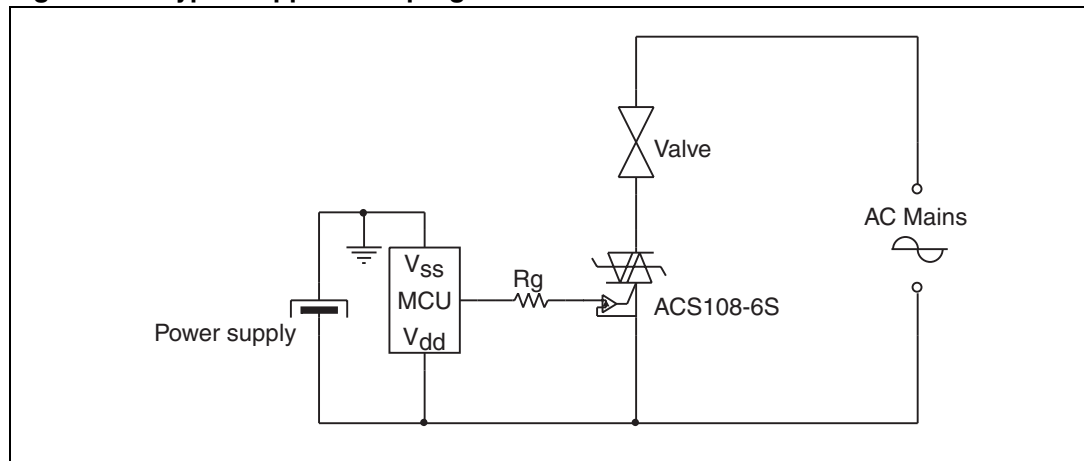 Valve
AC Mains
VSS
MCU
Vdd
Rg
ACS108-6S
Power supply